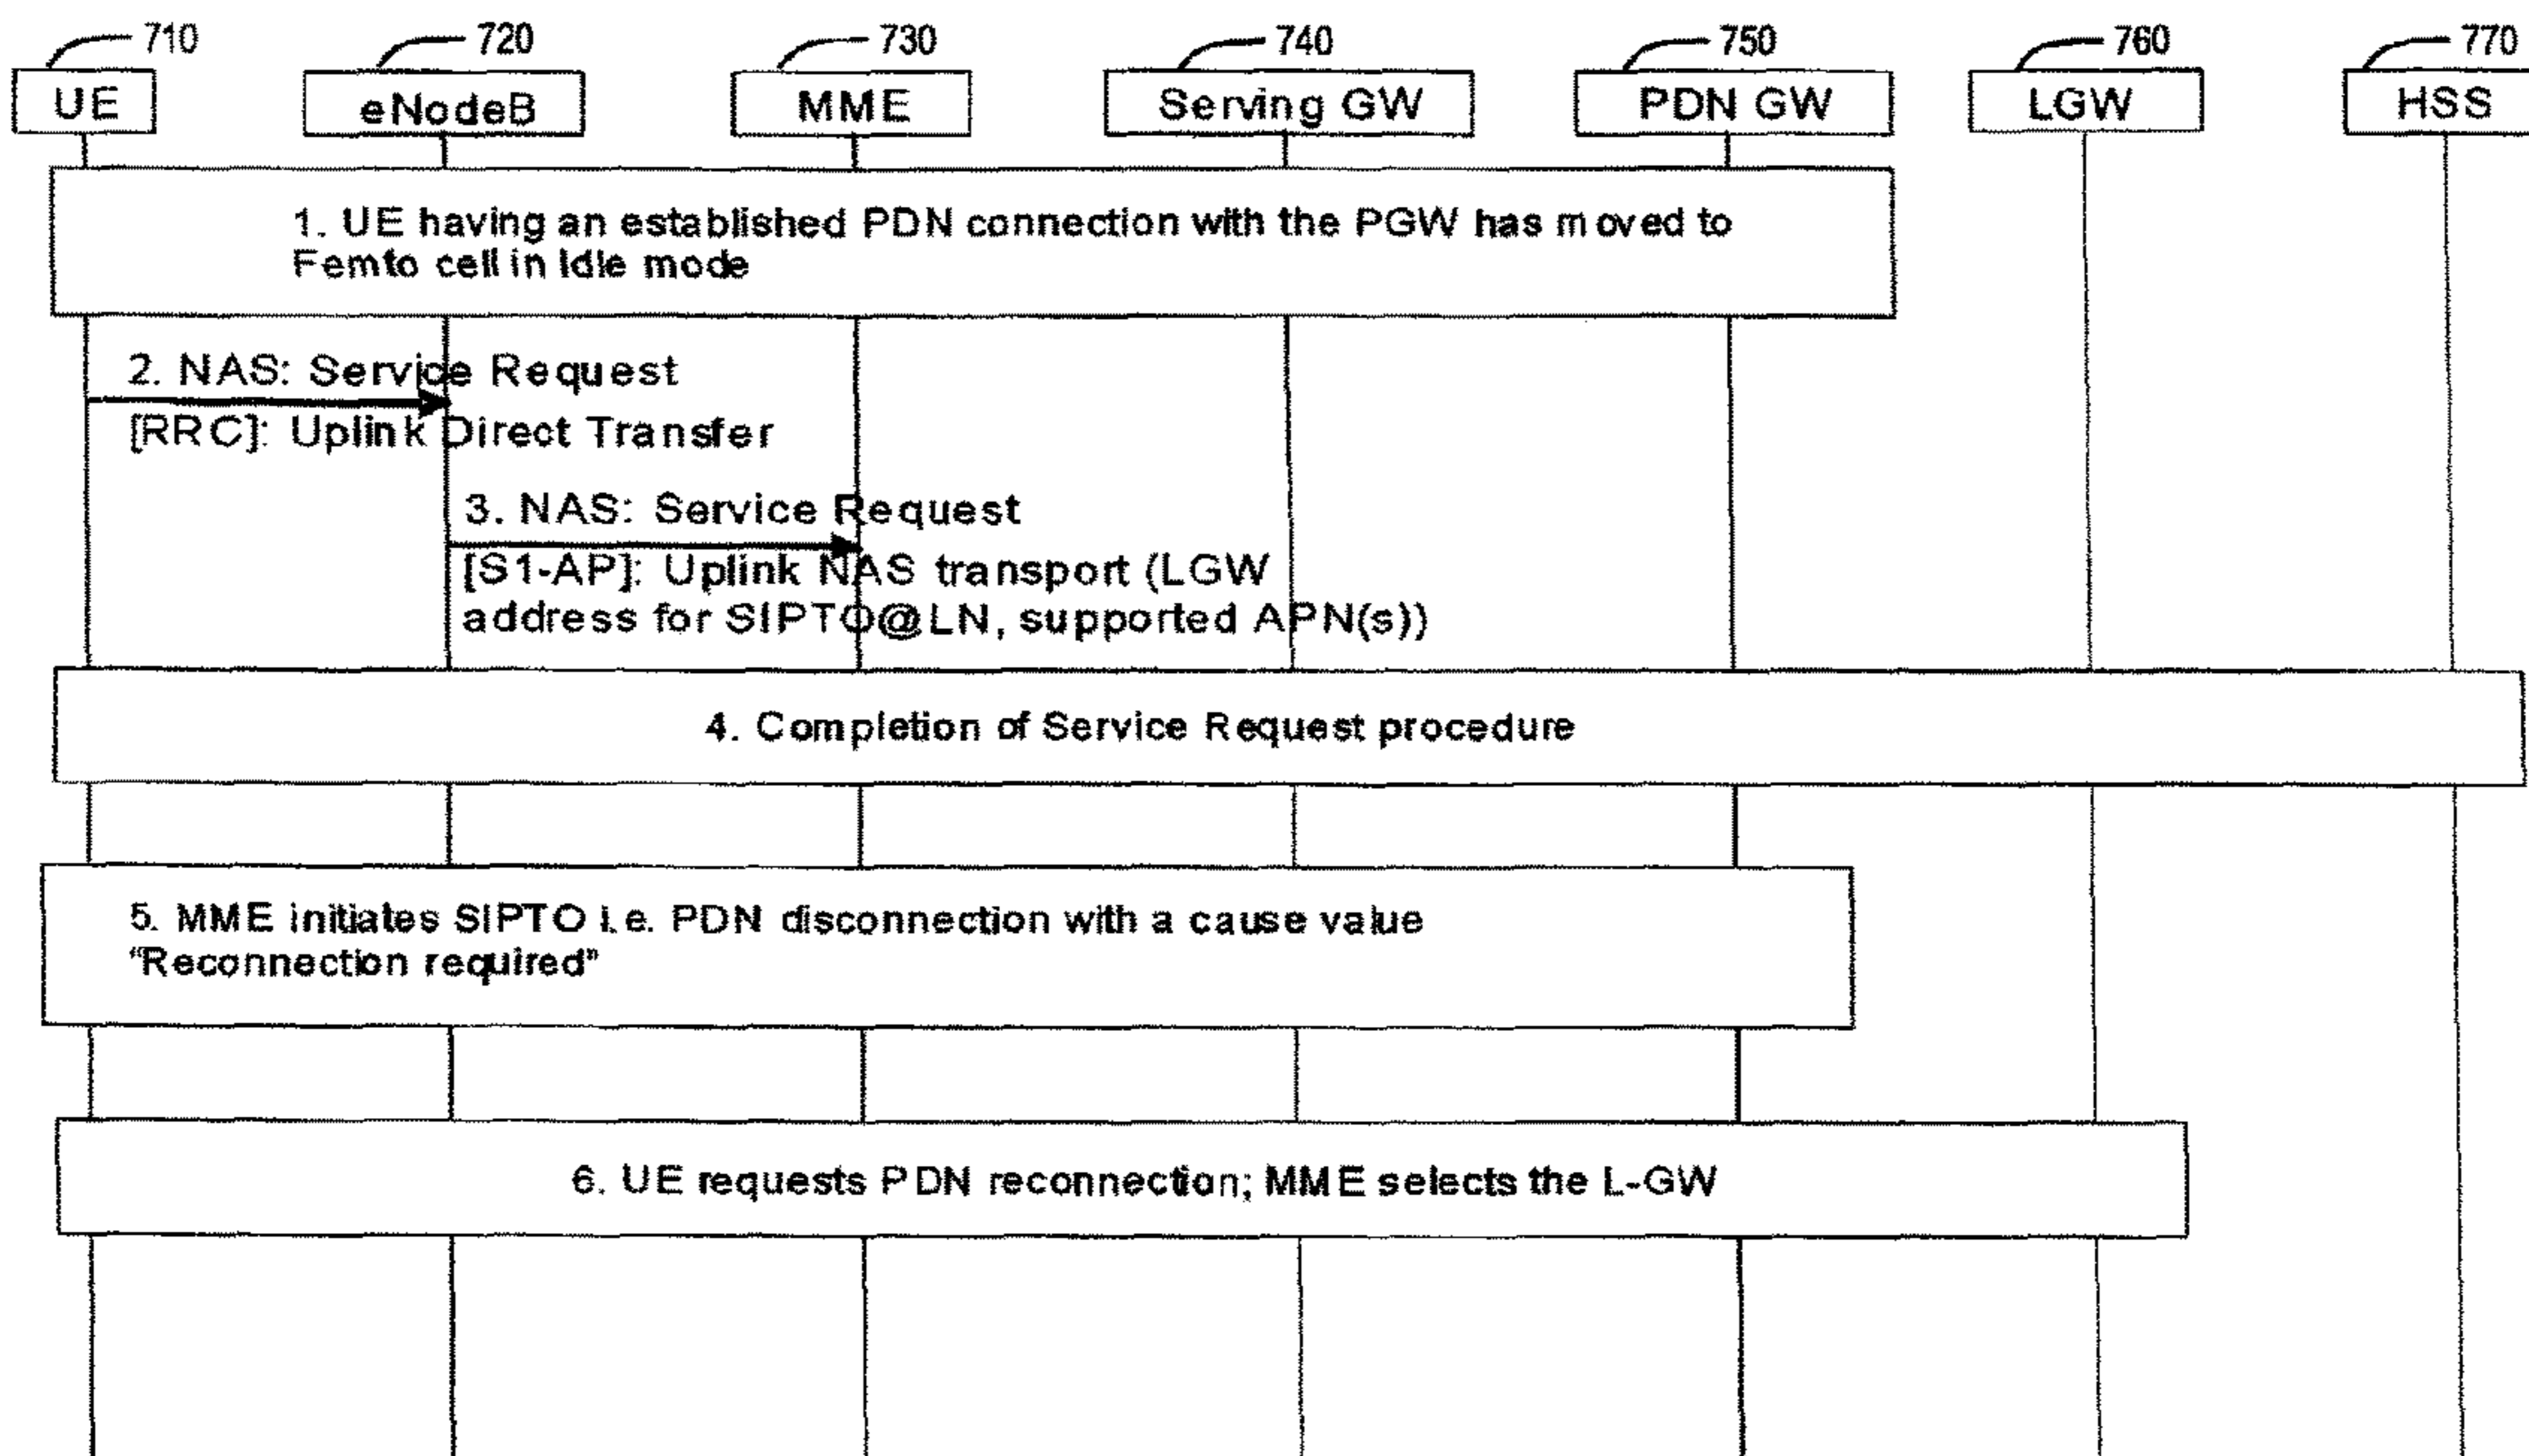 710
720
730
740
750
760
770
UE
eNodeB
MME
Serving GW
PDN GW
LGW
HSS
1. UE having an established PDN connection with the PGW has moved to
Femto cell in Idle mode
2. NAS: Service Request
[RRC]: Uplink Direct Transfer
3. NAS: Service Request
[S1-AP]: Uplink NAS transport (LGW
address for SIPTO@LN, supported APN(s))
4. Completion of Service Request procedure
5. MME initiates SIPTO i.e. PDN disconnection with a cause value
"Reconnection required"
6. UE requests PDN reconnection; MME selects the L-GW